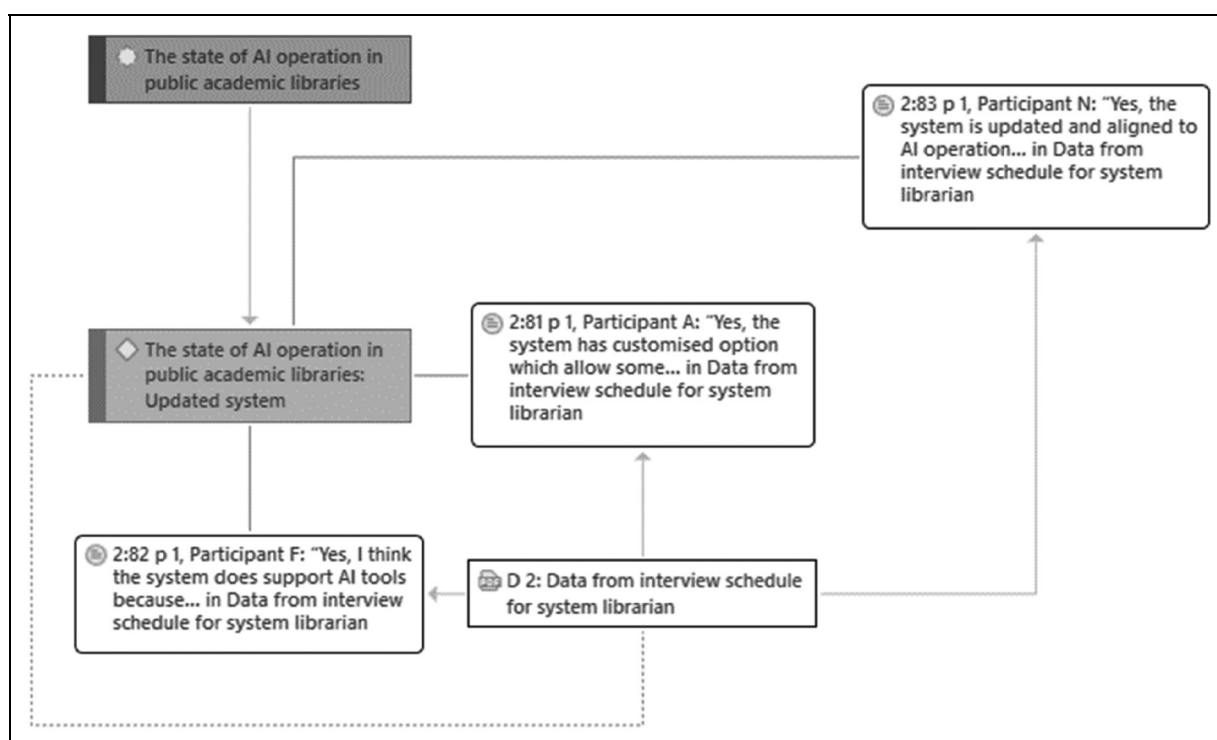 The state of AI operation in
public academic libraries
2:83 p 1, Participant N: "Yes, the
system is updated and aligned to
AI operation... in Data from
interview schedule for system
librarian
2:81 p 1, Participant A: "Yes, the
system has customised option
which allow some... in Data from
interview schedule for system
librarian
The state of AI operation in
public academic libraries:
Updated system
2:82 p 1, Participant F: "Yes, I think
the system does support AI tools
because... in Data from interview
schedule for system librarian
D 2: Data from interview schedule
for system librarian